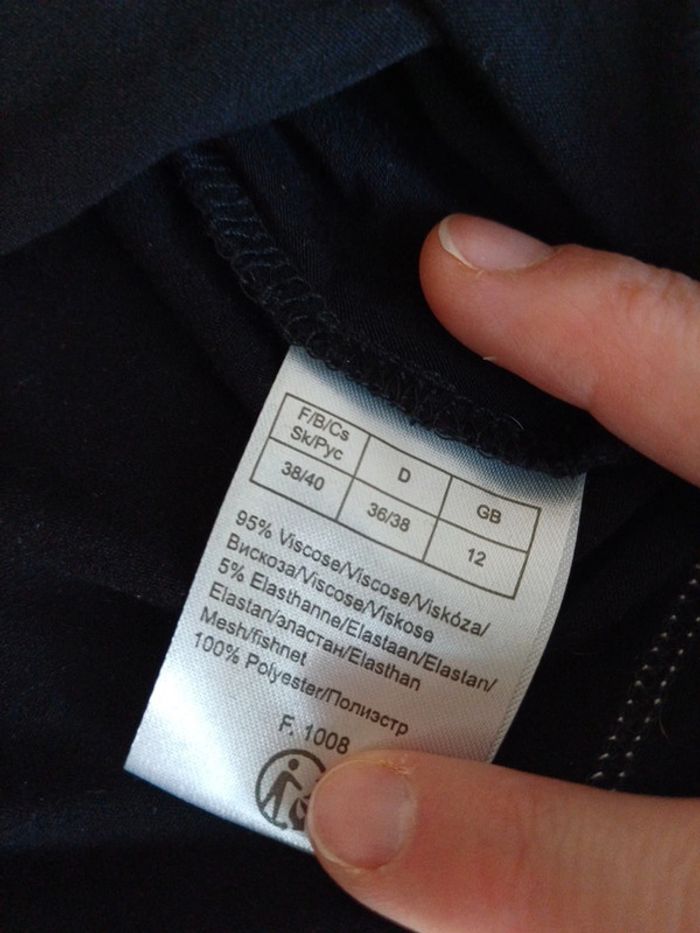 F/B/Cs
Sk/Рус
D
GB
38/40
36/38
12
95% Viscose/Viscose/Viskóza/
Вискоза/Viscose/Viskose
5% Elasthanne/Elastaan/Elastan/
Elastan/эластан/Elasthan
Mesh/fishnet
100% Polyester/Полиэстр
F. 1008